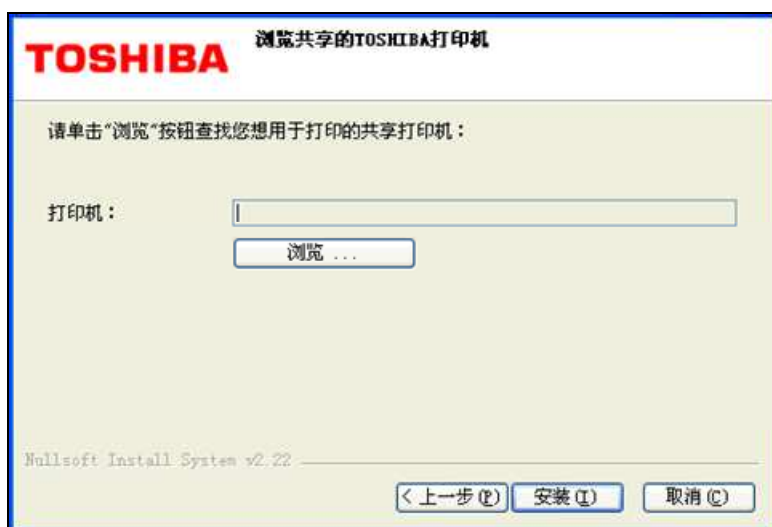 TOSHIBA
浏览共享的TOSHIBA打印机
请单击“浏览”按钮查找您想用于打印的共享打印机：
打印机：
浏览 ...
Nullsoft Install System v2.22
< 上一步(P)
安装(I)
取消(C)